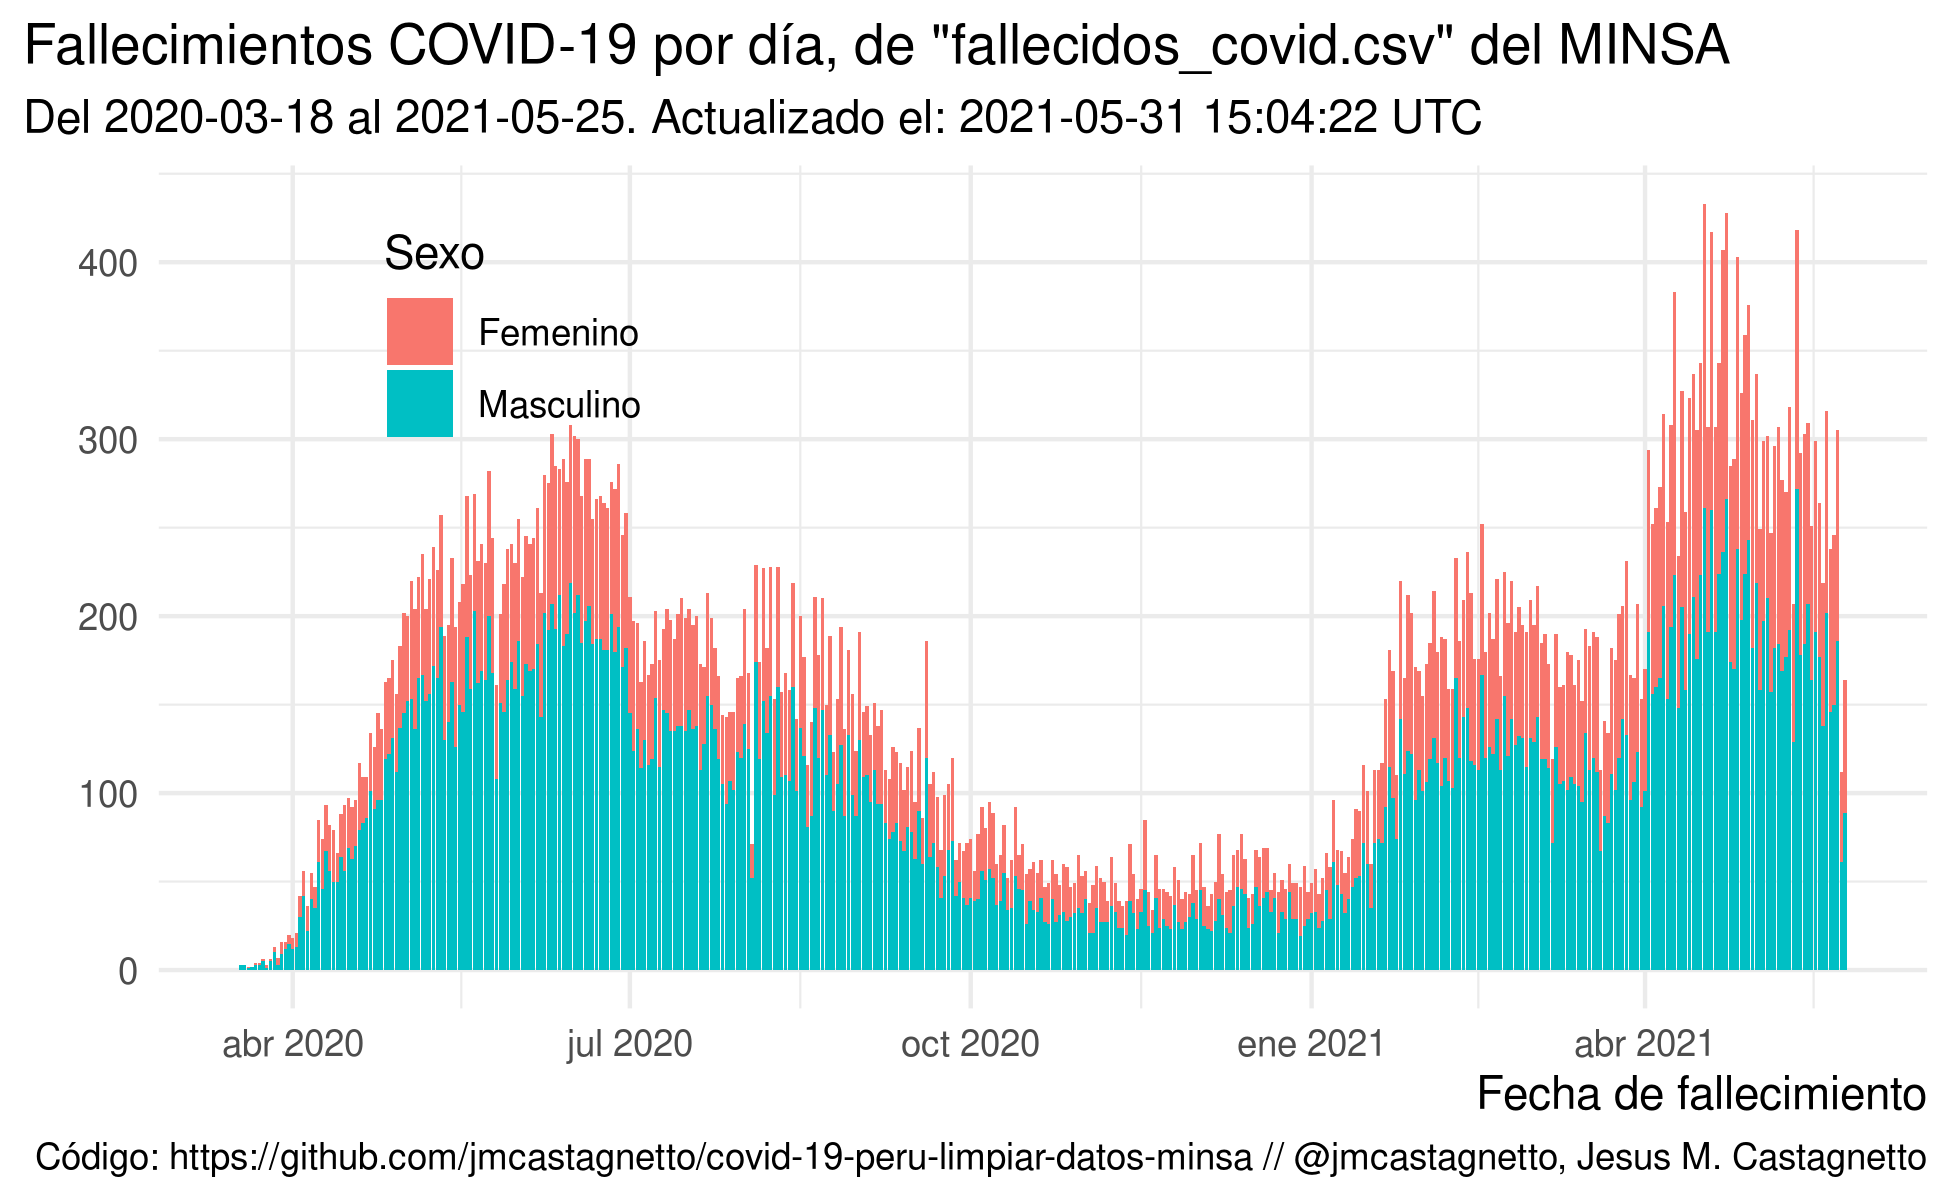 Fallecimientos COVID-19 por día, de "fallecidos_covid.csv" del MINSA
Del 2020-03-18 al 2021-05-25. Actualizado el: 2021-05-31 15:04:22 UTC
Sexo
Femenino
Masculino
400
300
200
100
0
abr 2020 jul 2020 oct 2020 ene 2021 abr 2021
Fecha de fallecimiento
Código: https://github.com/jmcastagnetto/covid-19-peru-limpiar-datos-minsa // @jmcastagnetto, Jesus M. Castagnetto